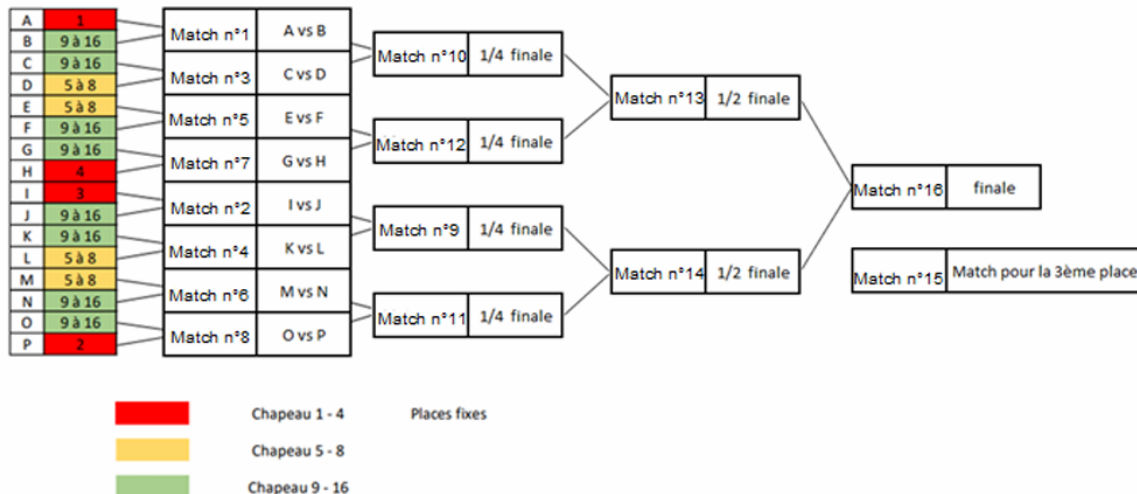 A 1
B 9 à 16
C 9 à 16
D 5 à 8
E 5 à 8
F 9 à 16
G 9 à 16
H 4
I 3
J 9 à 16
K 9 à 16
L 5 à 8
M 5 à 8
N 9 à 16
O 9 à 16
P 2
Match n°1 A vs B
Match n°3 C vs D
Match n°5 E vs F
Match n°7 G vs H
Match n°2 I vs J
Match n°4 K vs L
Match n°6 M vs N
Match n°8 O vs P
Match n°10 1/4 finale
Match n°12 1/4 finale
Match n°9 1/4 finale
Match n°11 1/4 finale
Match n°13 1/2 finale
Match n°14 1/2 finale
Match n°16 finale
Match n°15 Match pour la 3ème place
Chapeau 1 - 4 Places fixes
Chapeau 5 - 8
Chapeau 9 - 16